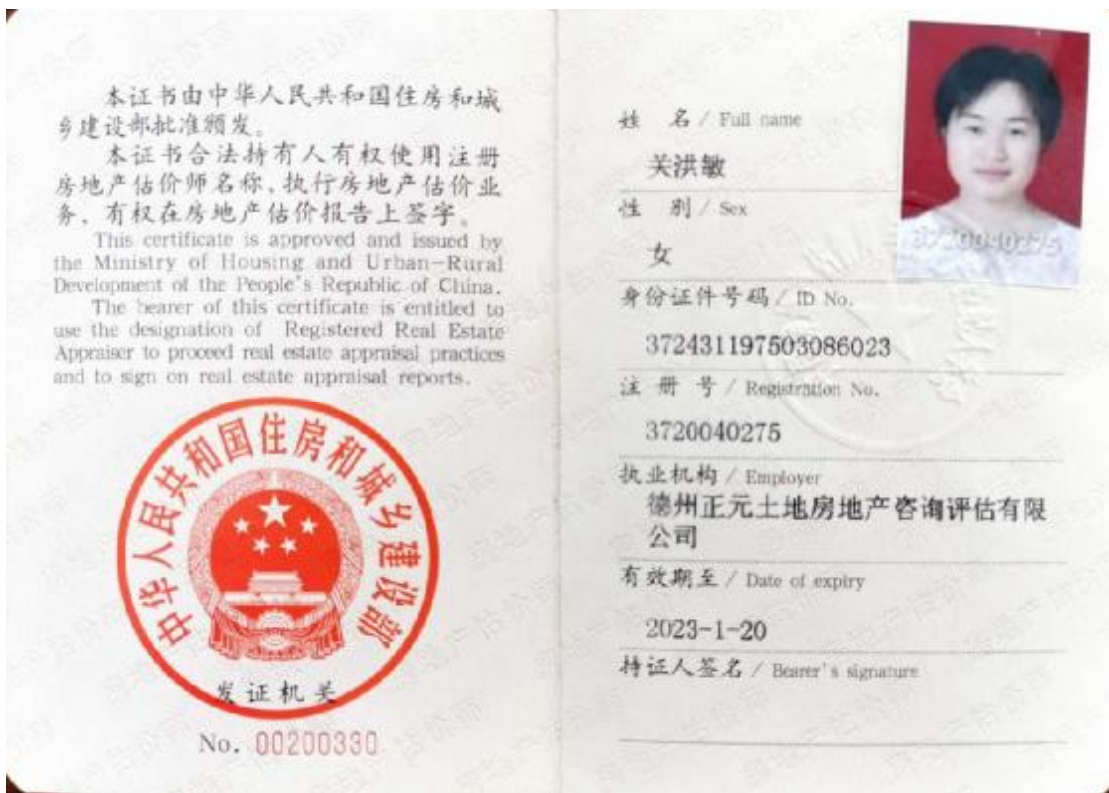 本证书由中华人民共和国住房和城
乡建设部批准颁发。
本证书合法持有人有权使用注册
房地产估价师名称、执行房地产估价业
务，有权在房地产估价报告上签字。
This certificate is approved and issued by
the Ministry of Housing and Urban-Rural
Development of the People's Republic of China.
The bearer of this certificate is entitled to
use the designation of Registered Real Estate
Appraiser to proceed real estate appraisal practices
and to sign on real estate appraisal reports.
中华人民共和国住房和城乡建设部
发证机关
No. 00200330
姓 名 / Full name
关洪敏
性 别 / Sex
女
身份证件号码 / ID No.
372431197503086023
注 册 号 / Registration No.
3720040275
执业机构 / Employer
德州正元土地房地产咨询评估有限
公司
有效期至 / Date of expiry
2023-1-20
持证人签名 / Bearer's signature
3720040275